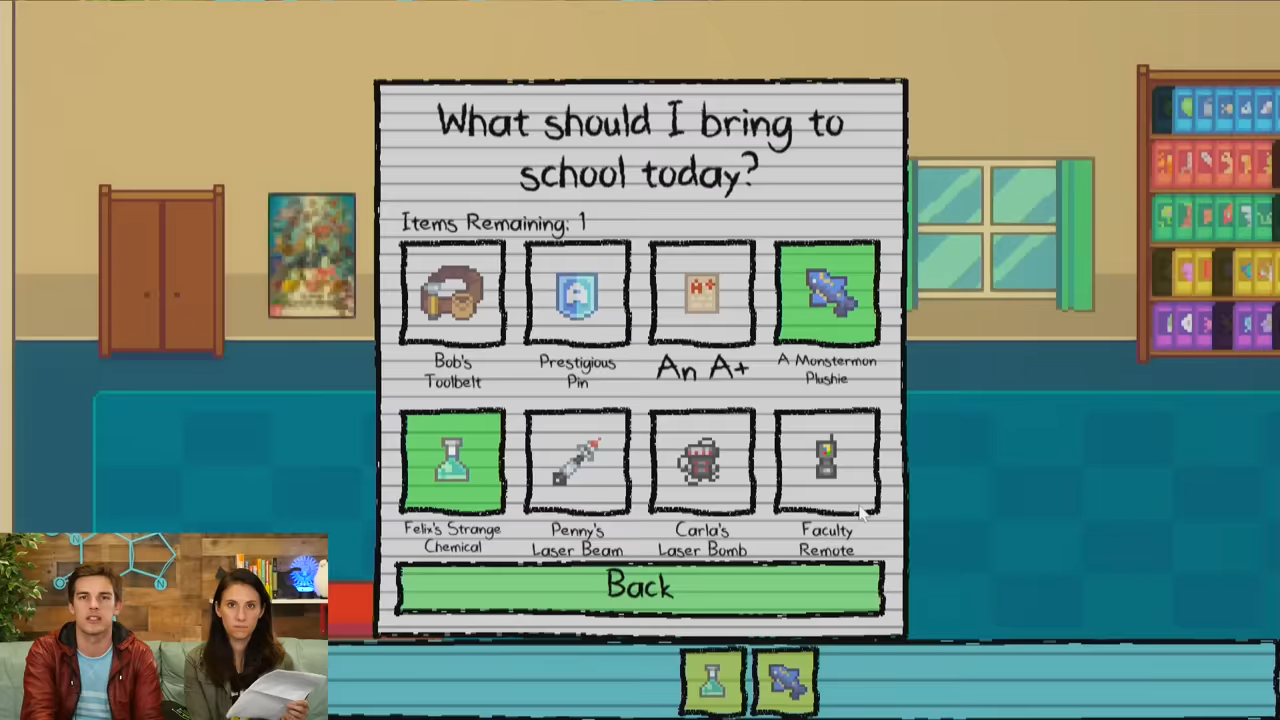 What should I bring to
school today?
Items Remaining: 1
A
A+
Bob's
Toolbelt
Prestigious
Pin
An A+
A Monstermon
Plushie
Felix's Strange
Chemical
Penny's
Laser Beam
Carla's
Laser Bomb
Faculty
Remote
Back
N
N